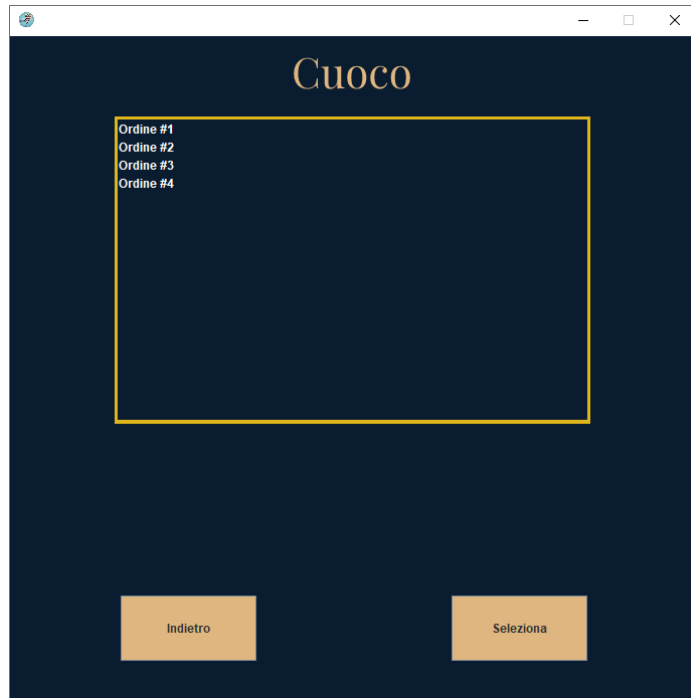 Cuoco
Ordine #1
Ordine #2
Ordine #3
Ordine #4
Indietro
Seleziona